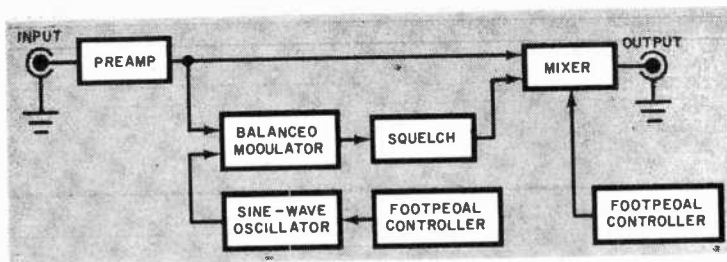 INPUT
PREAMP
OUTPUT
MIXER
BALANCED
MODULATOR
SQUELCH
SINE-WAVE
OSCILLATOR
FOOTPEDAL
CONTROLLER
FOOTPEDAL
CONTROLLER